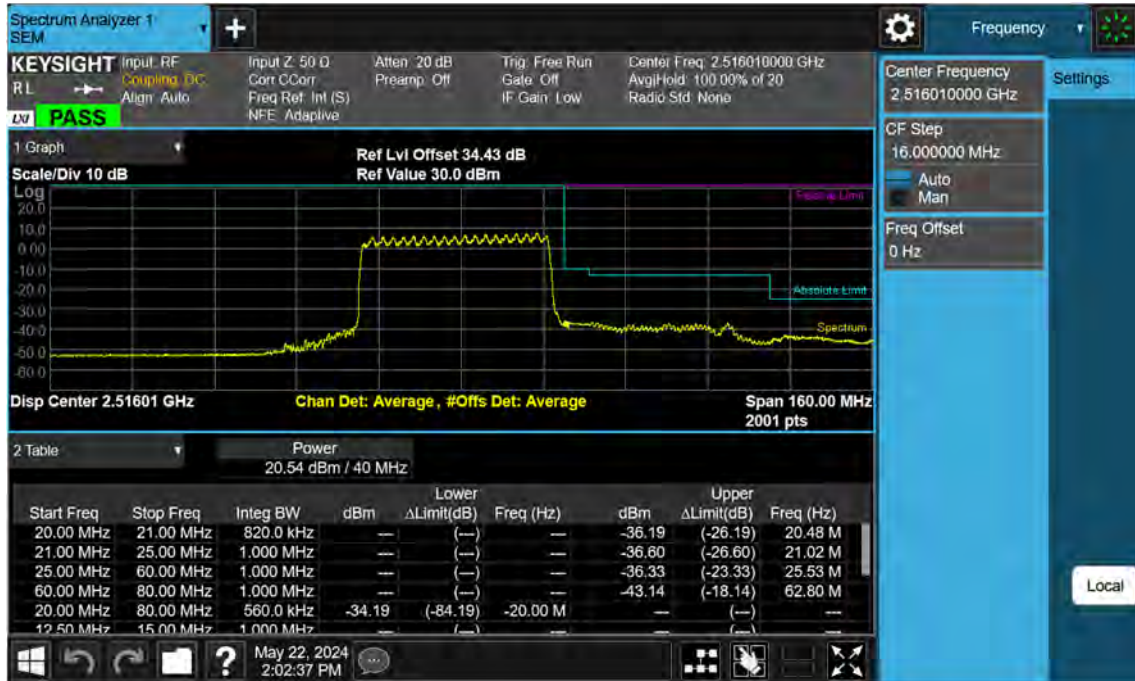 Spectrum Analyzer 1
SEM
+
Frequency
KEYSIGHT
RL
LXI
PASS
Input: RF
Coupling: DC
Align: Auto
Input Z: 50 Ω
Corr CCorr
Freq Ref: Int (S)
NFE: Adaptive
Atten: 20 dB
Preamp: Off
Trig: Free Run
Gate: Off
IF Gain: Low
Center Freq: 2.516010000 GHz
Avg|Hold: 100.00% of 20
Radio Std: None
Center Frequency
2.516010000 GHz
Settings
CF Step
16.000000 MHz
Auto
Man
Freq Offset
0 Hz
1 Graph
Scale/Div 10 dB
Ref Lvl Offset 34.43 dB
Ref Value 30.0 dBm
Log
20.0
10.0
0.00
-10.0
-20.0
-30.0
-40.0
-50.0
-60.0
Absolute Limit
Spectrum
Disp Center 2.51601 GHz
Chan Det: Average, #Offs Det: Average
Span 160.00 MHz
2001 pts
2 Table
Power
20.54 dBm / 40 MHz
Lower Upper
Start Freq Stop Freq Integ BW dBm ΔLimit(dB) Freq (Hz) dBm ΔLimit(dB) Freq (Hz)
20.00 MHz 21.00 MHz 820.0 kHz --- (---) --- -36.19 (-26.19) 20.48 M
21.00 MHz 25.00 MHz 1.000 MHz --- (---) --- -36.60 (-26.60) 21.02 M
25.00 MHz 60.00 MHz 1.000 MHz --- (---) --- -36.33 (-23.33) 25.53 M
60.00 MHz 80.00 MHz 1.000 MHz --- (---) --- -43.14 (-18.14) 62.80 M
20.00 MHz 80.00 MHz 560.0 kHz -34.19 (-84.19) -20.00 M --- (---) ---
12.50 MHz 15.00 MHz 1.000 MHz --- (---) --- --- (---) ---
Local
?
May 22, 2024
2:02:37 PM